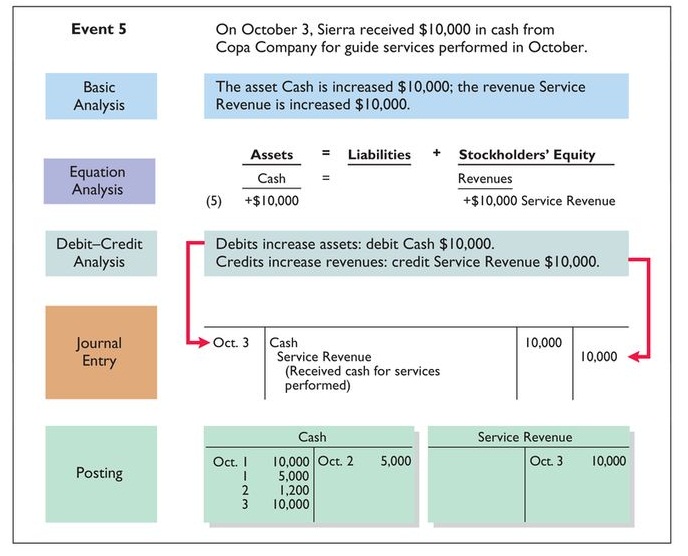 Event 5
On October 3, Sierra received $10,000 in cash from
Copa Company for guide services performed in October.
Basic
Analysis
The asset Cash is increased $10,000; the revenue Service
Revenue is increased $10,000.
Equation
Analysis
Assets = Liabilities + Stockholders' Equity
Cash = Revenues
(5) +$10,000 +$10,000 Service Revenue
Debit–Credit
Analysis
Debits increase assets: debit Cash $10,000.
Credits increase revenues: credit Service Revenue $10,000.
Journal
Entry
Oct. 3 Cash 10,000
Service Revenue 10,000
(Received cash for services
performed)
Posting
Cash
Oct. 1 10,000 Oct. 2 5,000
1 5,000
2 1,200
3 10,000
Service Revenue
Oct. 3 10,000